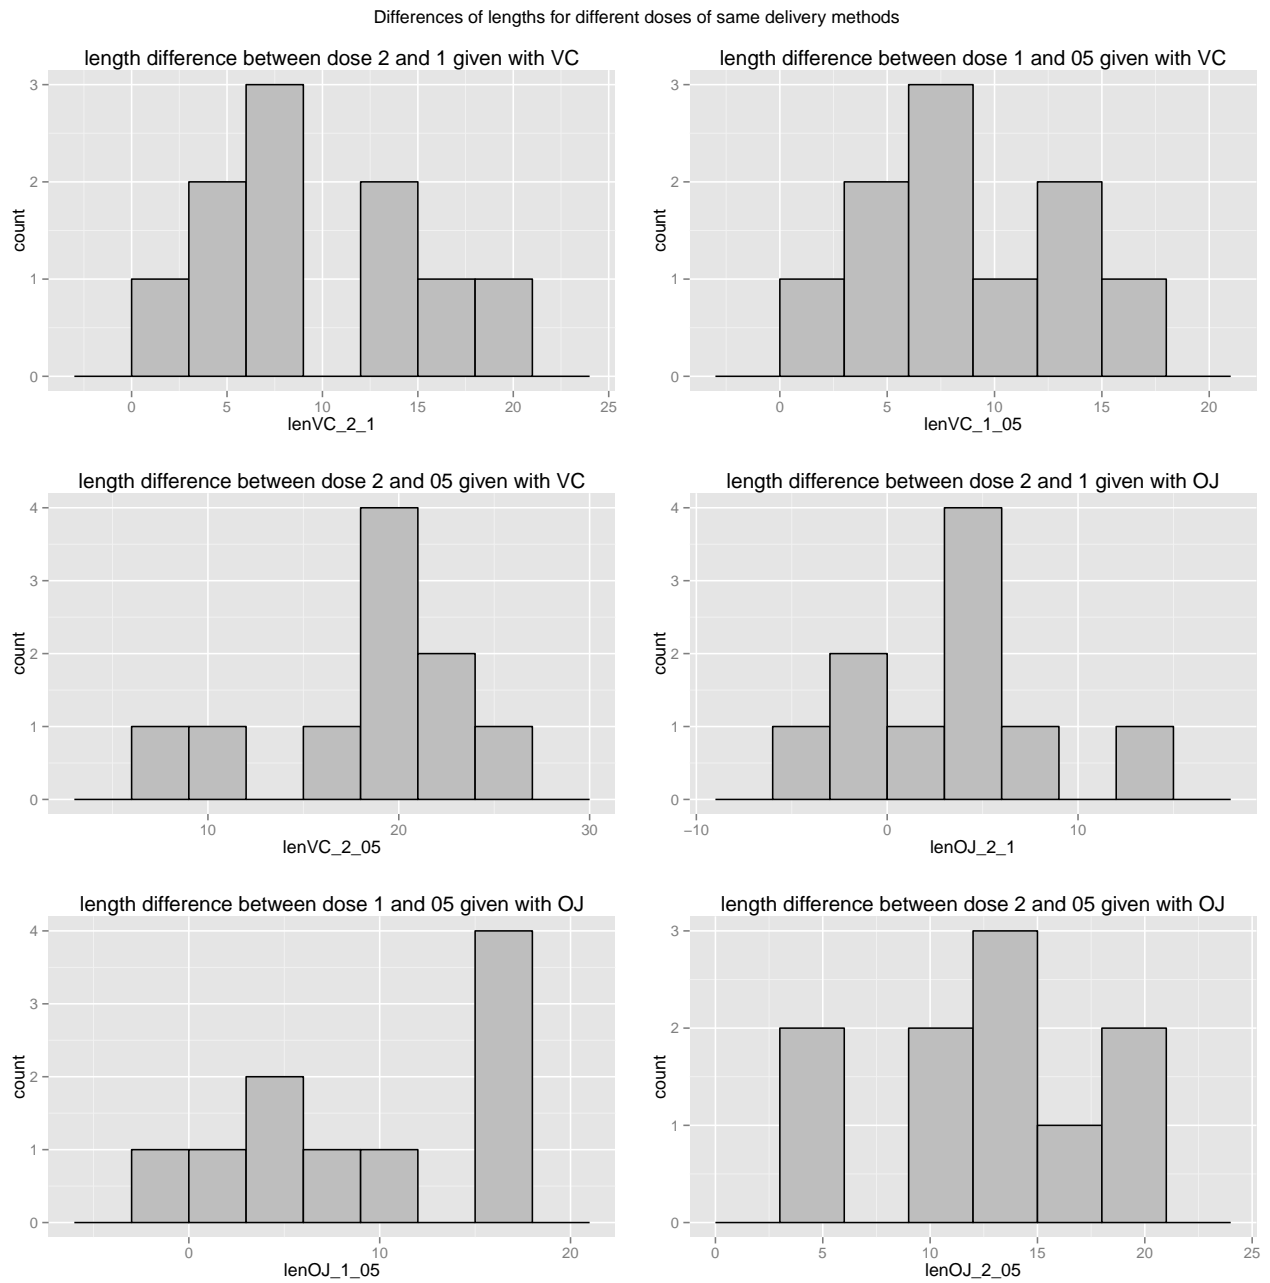 Differences of lengths for different doses of same delivery methods
length difference between dose 2 and 1 given with VC
3
2
1
0
count
0 5 10 15 20 25
lenVC_2_1
length difference between dose 1 and 05 given with VC
3
2
1
0
count
0 5 10 15 20
lenVC_1_05
length difference between dose 2 and 05 given with VC
4
3
2
1
0
count
10 20 30
lenVC_2_05
length difference between dose 2 and 1 given with OJ
4
3
2
1
0
count
−10 0 10
lenOJ_2_1
length difference between dose 1 and 05 given with OJ
4
3
2
1
0
count
0 10 20
lenOJ_1_05
length difference between dose 2 and 05 given with OJ
3
2
1
0
count
0 5 10 15 20 25
lenOJ_2_05